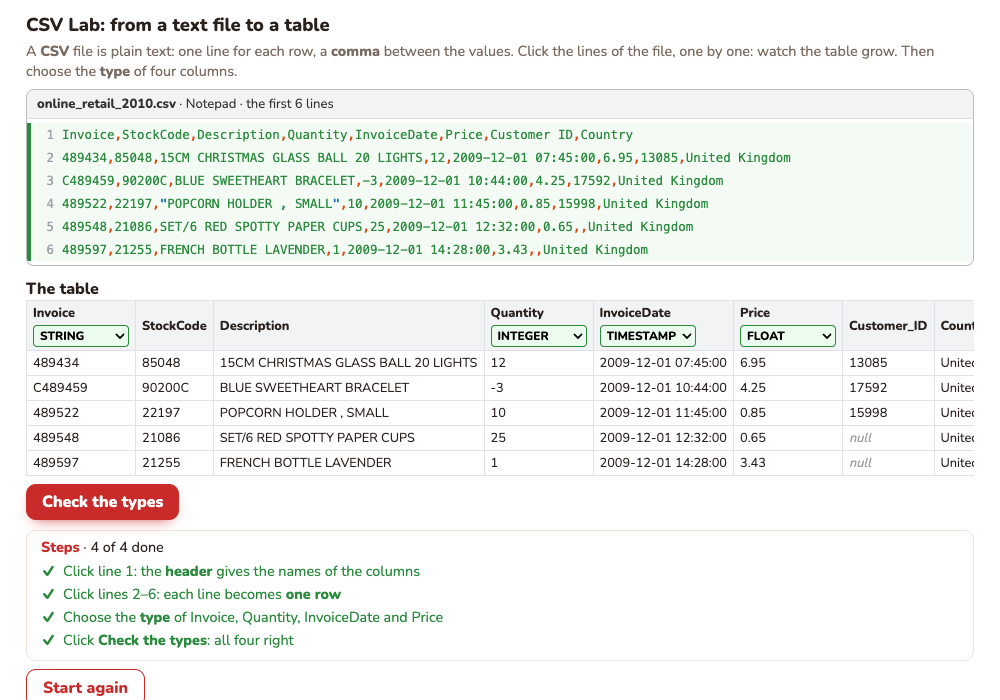 CSV Lab: from a text file to a table
A CSV file is plain text: one line for each row, a comma between the values. Click the lines of the file, one by one: watch the table grow. Then
choose the type of four columns.
online_retail_2010.csv · Notepad · the first 6 lines
1 Invoice,StockCode,Description,Quantity,InvoiceDate,Price,Customer ID,Country
2 489434,85048,15CM CHRISTMAS GLASS BALL 20 LIGHTS,12,2009-12-01 07:45:00,6.95,13085,United Kingdom
3 C489459,90200C,BLUE SWEETHEART BRACELET,-3,2009-12-01 10:44:00,4.25,17592,United Kingdom
4 489522,22197,"POPCORN HOLDER , SMALL",10,2009-12-01 11:45:00,0.85,15998,United Kingdom
5 489548,21086,SET/6 RED SPOTTY PAPER CUPS,25,2009-12-01 12:32:00,0.65,,United Kingdom
6 489597,21255,FRENCH BOTTLE LAVENDER,1,2009-12-01 14:28:00,3.43,,United Kingdom
The table
Invoice StockCode Description Quantity InvoiceDate Price Customer_ID Count
STRING INTEGER TIMESTAMP FLOAT
489434 85048 15CM CHRISTMAS GLASS BALL 20 LIGHTS 12 2009-12-01 07:45:00 6.95 13085 Unitec
C489459 90200C BLUE SWEETHEART BRACELET -3 2009-12-01 10:44:00 4.25 17592 Unitec
489522 22197 POPCORN HOLDER , SMALL 10 2009-12-01 11:45:00 0.85 15998 Unitec
489548 21086 SET/6 RED SPOTTY PAPER CUPS 25 2009-12-01 12:32:00 0.65 null Unitec
489597 21255 FRENCH BOTTLE LAVENDER 1 2009-12-01 14:28:00 3.43 null Unitec
Check the types
Steps · 4 of 4 done
✔ Click line 1: the header gives the names of the columns
✔ Click lines 2–6: each line becomes one row
✔ Choose the type of Invoice, Quantity, InvoiceDate and Price
✔ Click Check the types: all four right
Start again